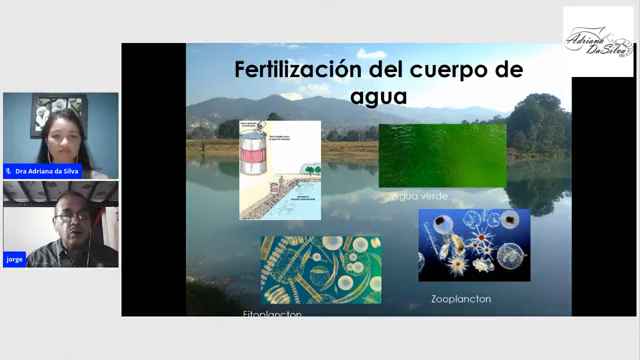 Fertilización del cuerpo de
agua
Adriana
DaSilva
Dra Adriana da Silva
jorge
Agua verde
Zooplancton
Fitoplancton